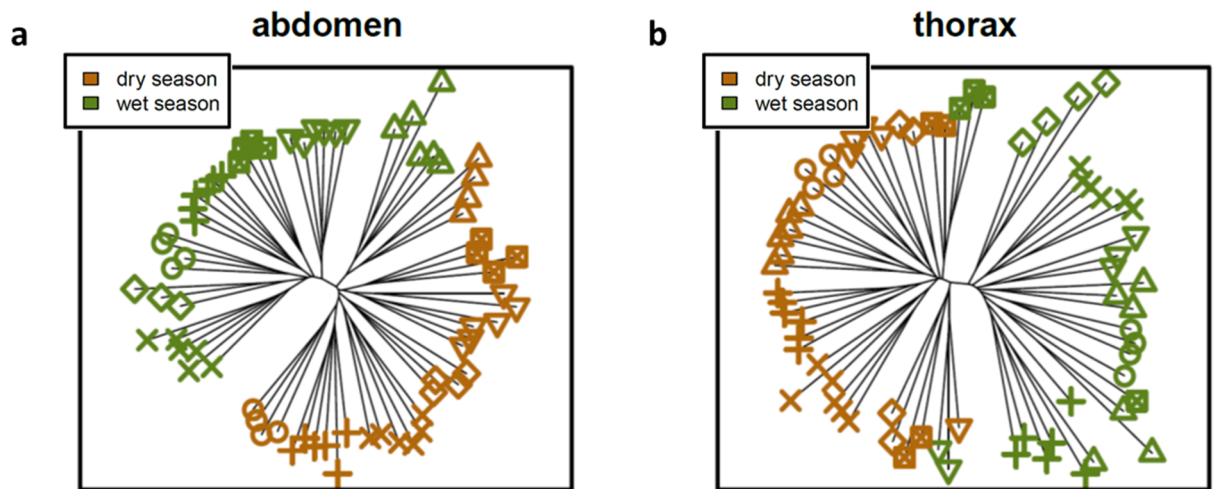 a
abdomen
dry season
wet season
b
thorax
dry season
wet season